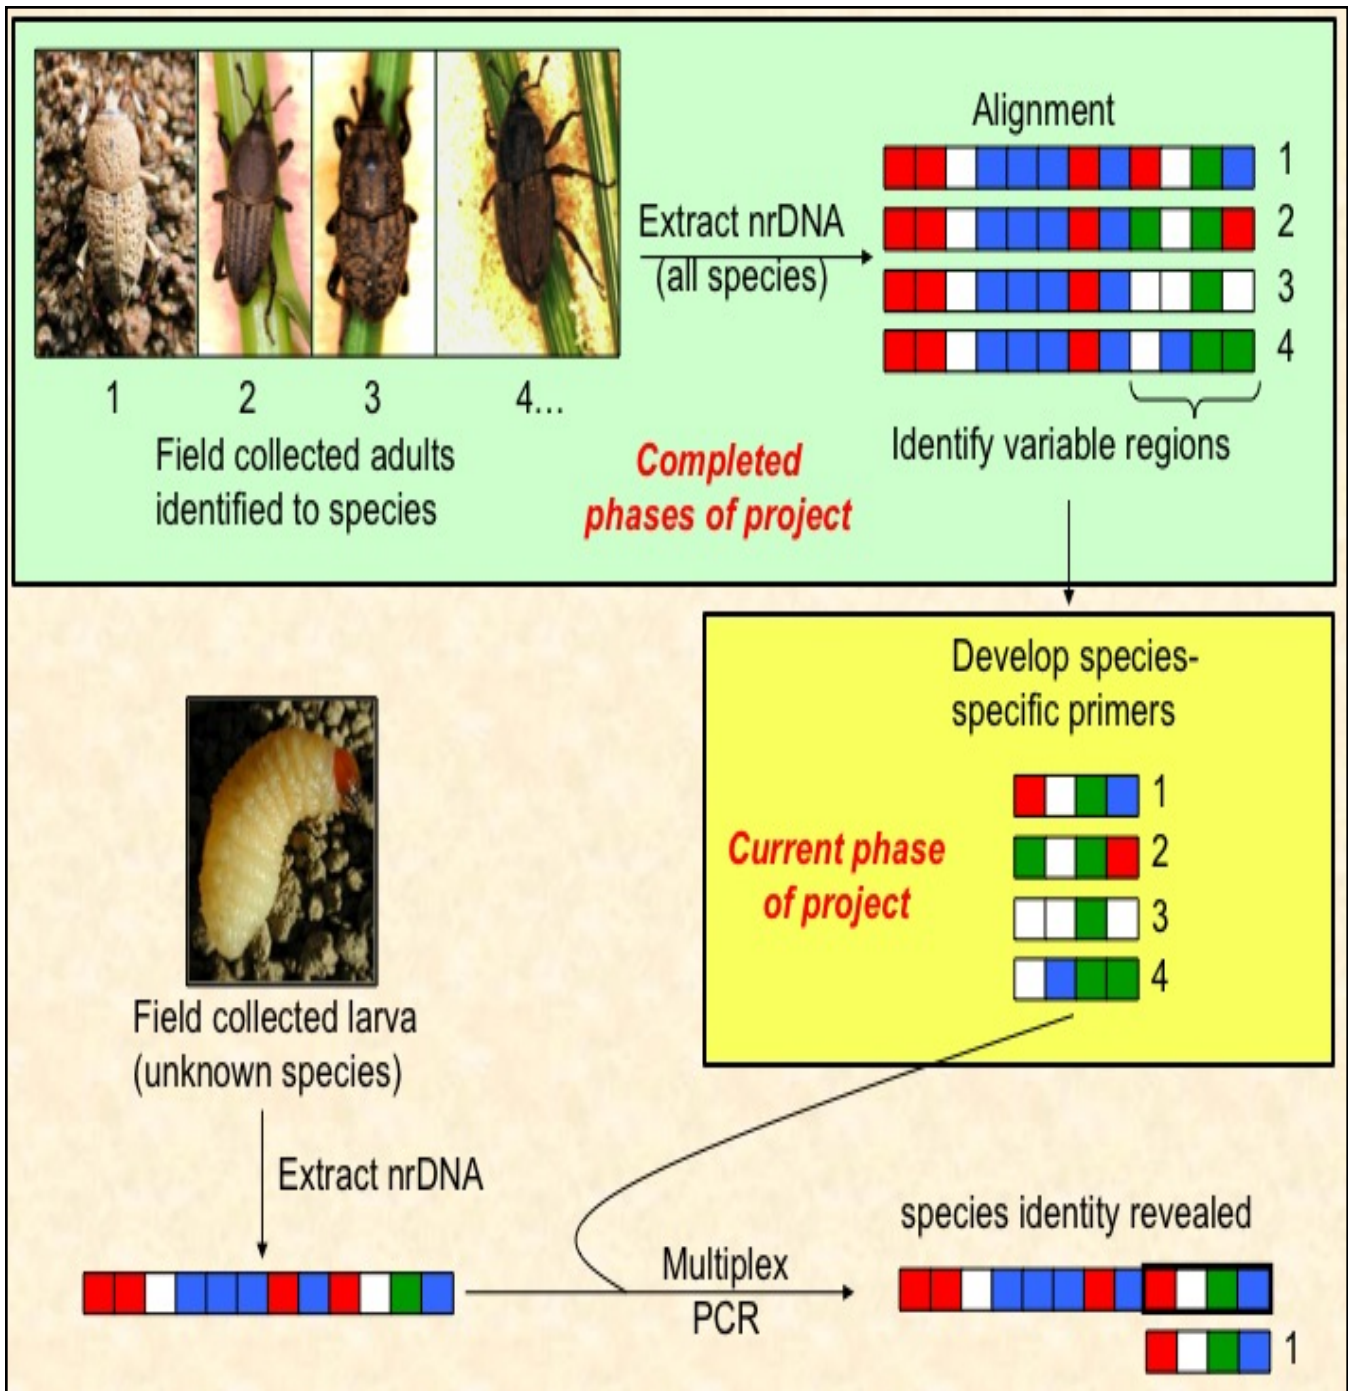 Alignment
1
2
3
4
Extract nrDNA
(all species)
1
2
3
4...
Field collected adults
identified to species
Completed
phases of project
Identify variable regions
Develop species-
specific primers
1
2
3
4
Current phase
of project
Field collected larva
(unknown species)
Extract nrDNA
Multiplex
PCR
species identity revealed
1